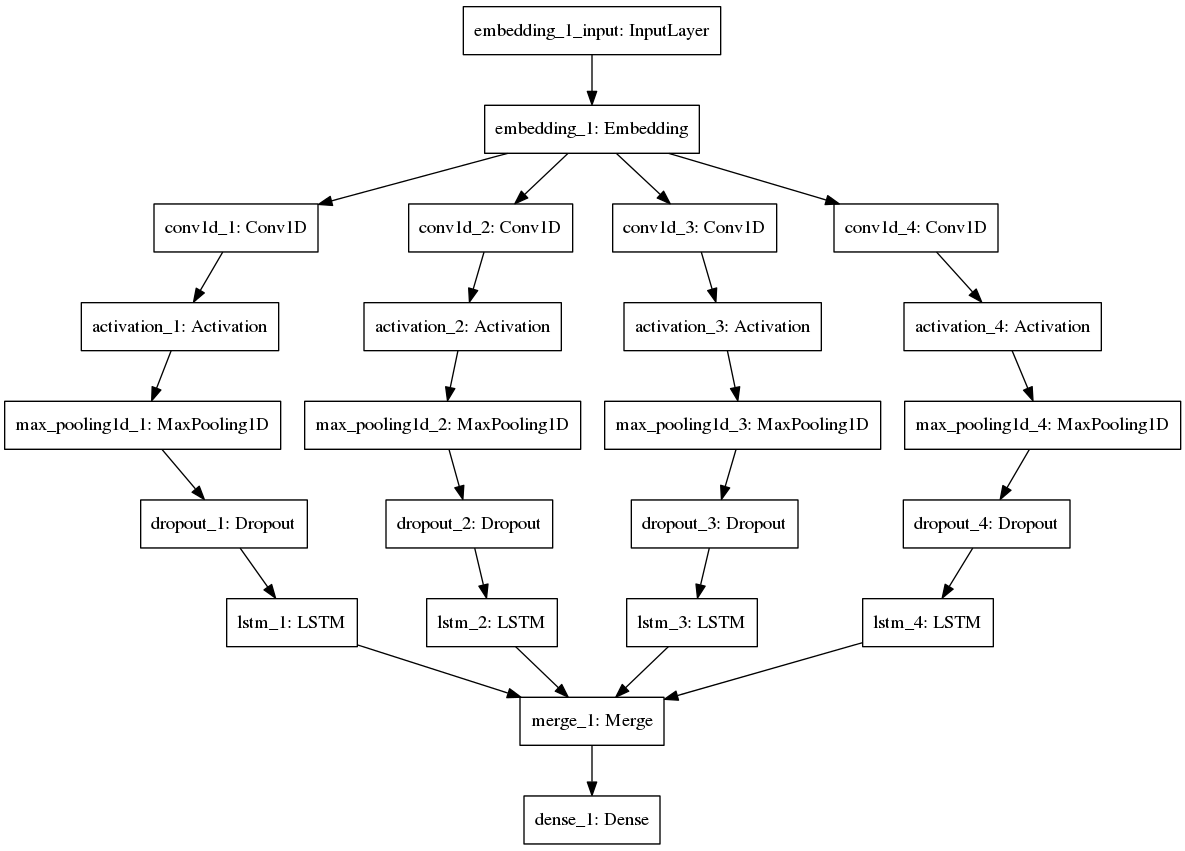 embedding_1_input: InputLayer
embedding_1: Embedding
conv1d_1: Conv1D
conv1d_2: Conv1D
conv1d_3: Conv1D
conv1d_4: Conv1D
activation_1: Activation
activation_2: Activation
activation_3: Activation
activation_4: Activation
max_pooling1d_1: MaxPooling1D
max_pooling1d_2: MaxPooling1D
max_pooling1d_3: MaxPooling1D
max_pooling1d_4: MaxPooling1D
dropout_1: Dropout
dropout_2: Dropout
dropout_3: Dropout
dropout_4: Dropout
lstm_1: LSTM
lstm_2: LSTM
lstm_3: LSTM
lstm_4: LSTM
merge_1: Merge
dense_1: Dense